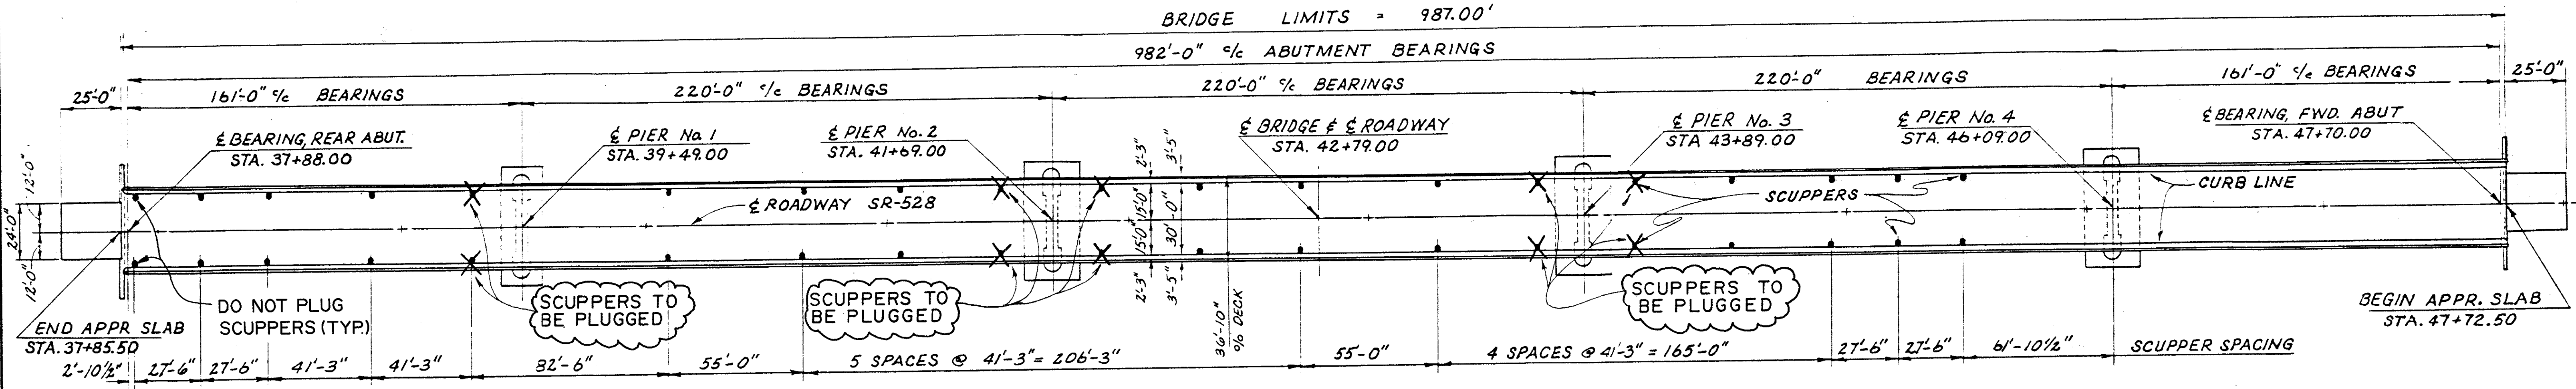 BRIDGE LIMITS = 987.00'
982'-0" c/c ABUTMENT BEARINGS
25'-0"
161'-0" c/c BEARINGS
220'-0" c/c BEARINGS
220'-0" c/c BEARINGS
220'-0" BEARINGS
161'-0" c/c BEARINGS
25'-0"
℄ BEARING, REAR ABUT.
STA. 37+88.00
℄ PIER No. 1
STA. 39+49.00
℄ PIER No. 2
STA. 41+69.00
℄ BRIDGE & ℄ ROADWAY
STA. 42+79.00
℄ PIER No. 3
STA 43+89.00
℄ PIER No. 4
STA. 46+09.00
℄ BEARING, FWD. ABUT
STA. 47+70.00
12'-0"
24'-0"
12'-0"
2'-3"
3'-5"
15'-0"
30'-0"
15'-0"
2'-3"
3'-5"
36'-10"
o/o DECK
℄ ROADWAY SR-528
SCUPPERS
CURB LINE
DO NOT PLUG
SCUPPERS (TYP.)
SCUPPERS TO
BE PLUGGED
SCUPPERS TO
BE PLUGGED
SCUPPERS TO
BE PLUGGED
END APPR SLAB
STA. 37+85.50
BEGIN APPR. SLAB
STA. 47+72.50
2'-10 1/2"
27'-6"
27'-6"
41'-3"
41'-3"
82'-6"
55'-0"
5 SPACES @ 41'-3" = 206'-3"
55'-0"
4 SPACES @ 41'-3" = 165'-0"
27'-6"
27'-6"
61'-10 1/2"
SCUPPER SPACING